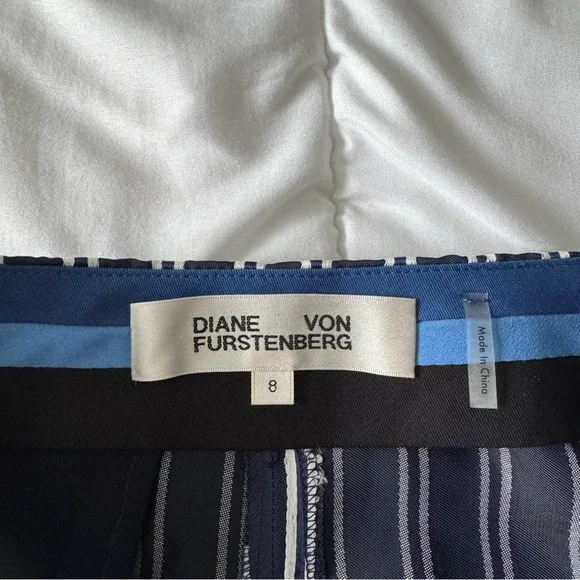 DIANE VON
FURSTENBERG
8
Made In China